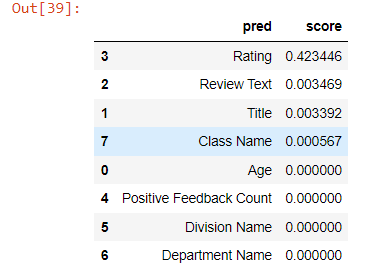 Out[39]:
pred score
3 Rating 0.423446
2 Review Text 0.003469
1 Title 0.003392
7 Class Name 0.000567
0 Age 0.000000
4 Positive Feedback Count 0.000000
5 Division Name 0.000000
6 Department Name 0.000000